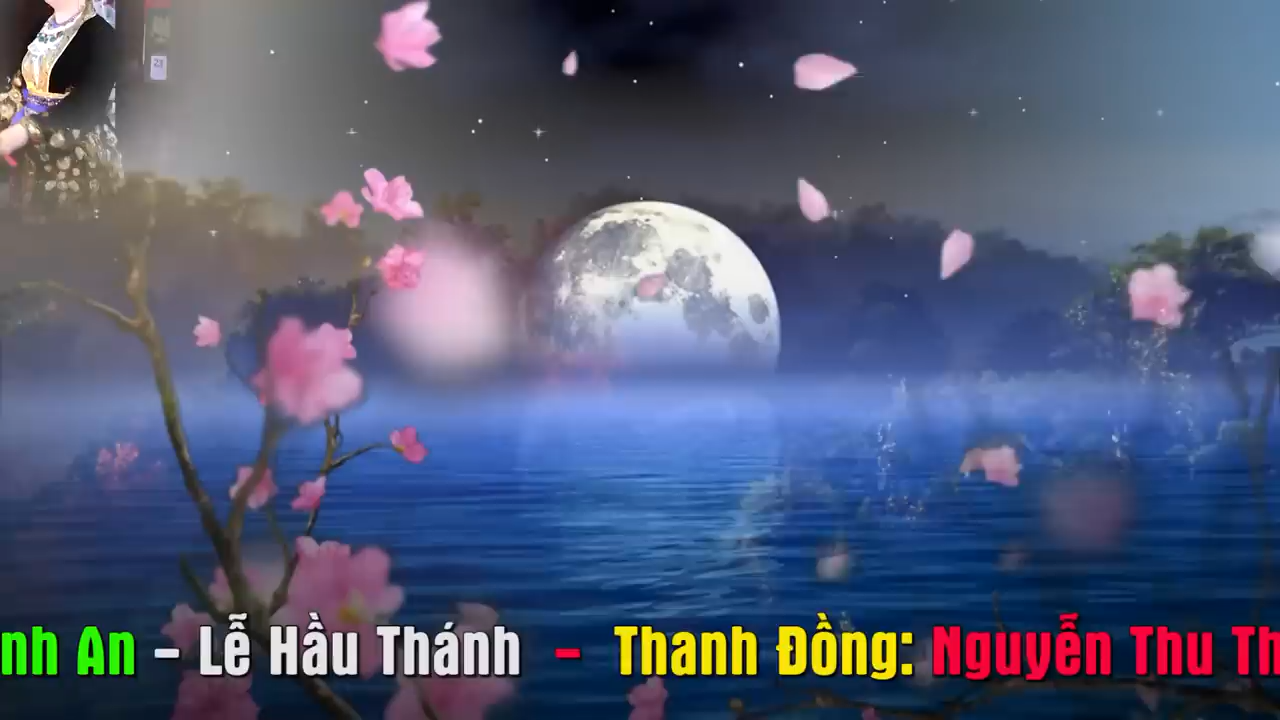 nh An – Lễ Hầu Thánh – Thanh Đồng: Nguyễn Thu Th